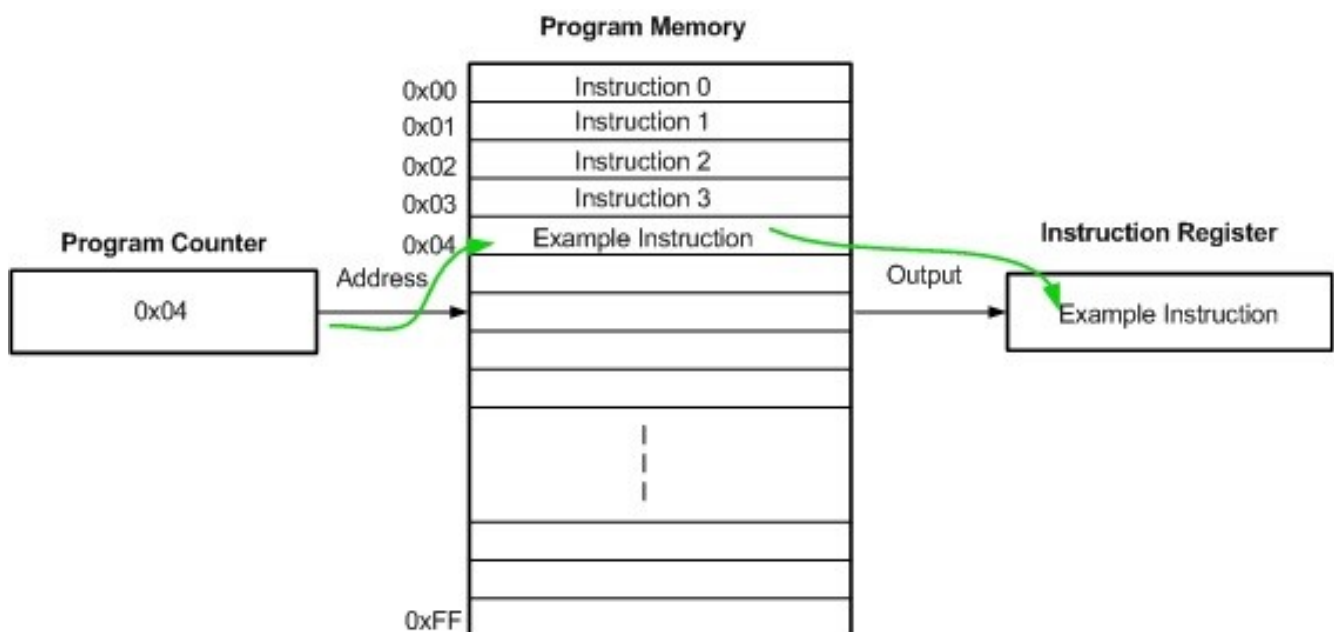 Program Memory
0x00
Instruction 0
0x01
Instruction 1
0x02
Instruction 2
0x03
Instruction 3
0x04
Example Instruction
Program Counter
0x04
Address
Output
Instruction Register
Example Instruction
0xFF